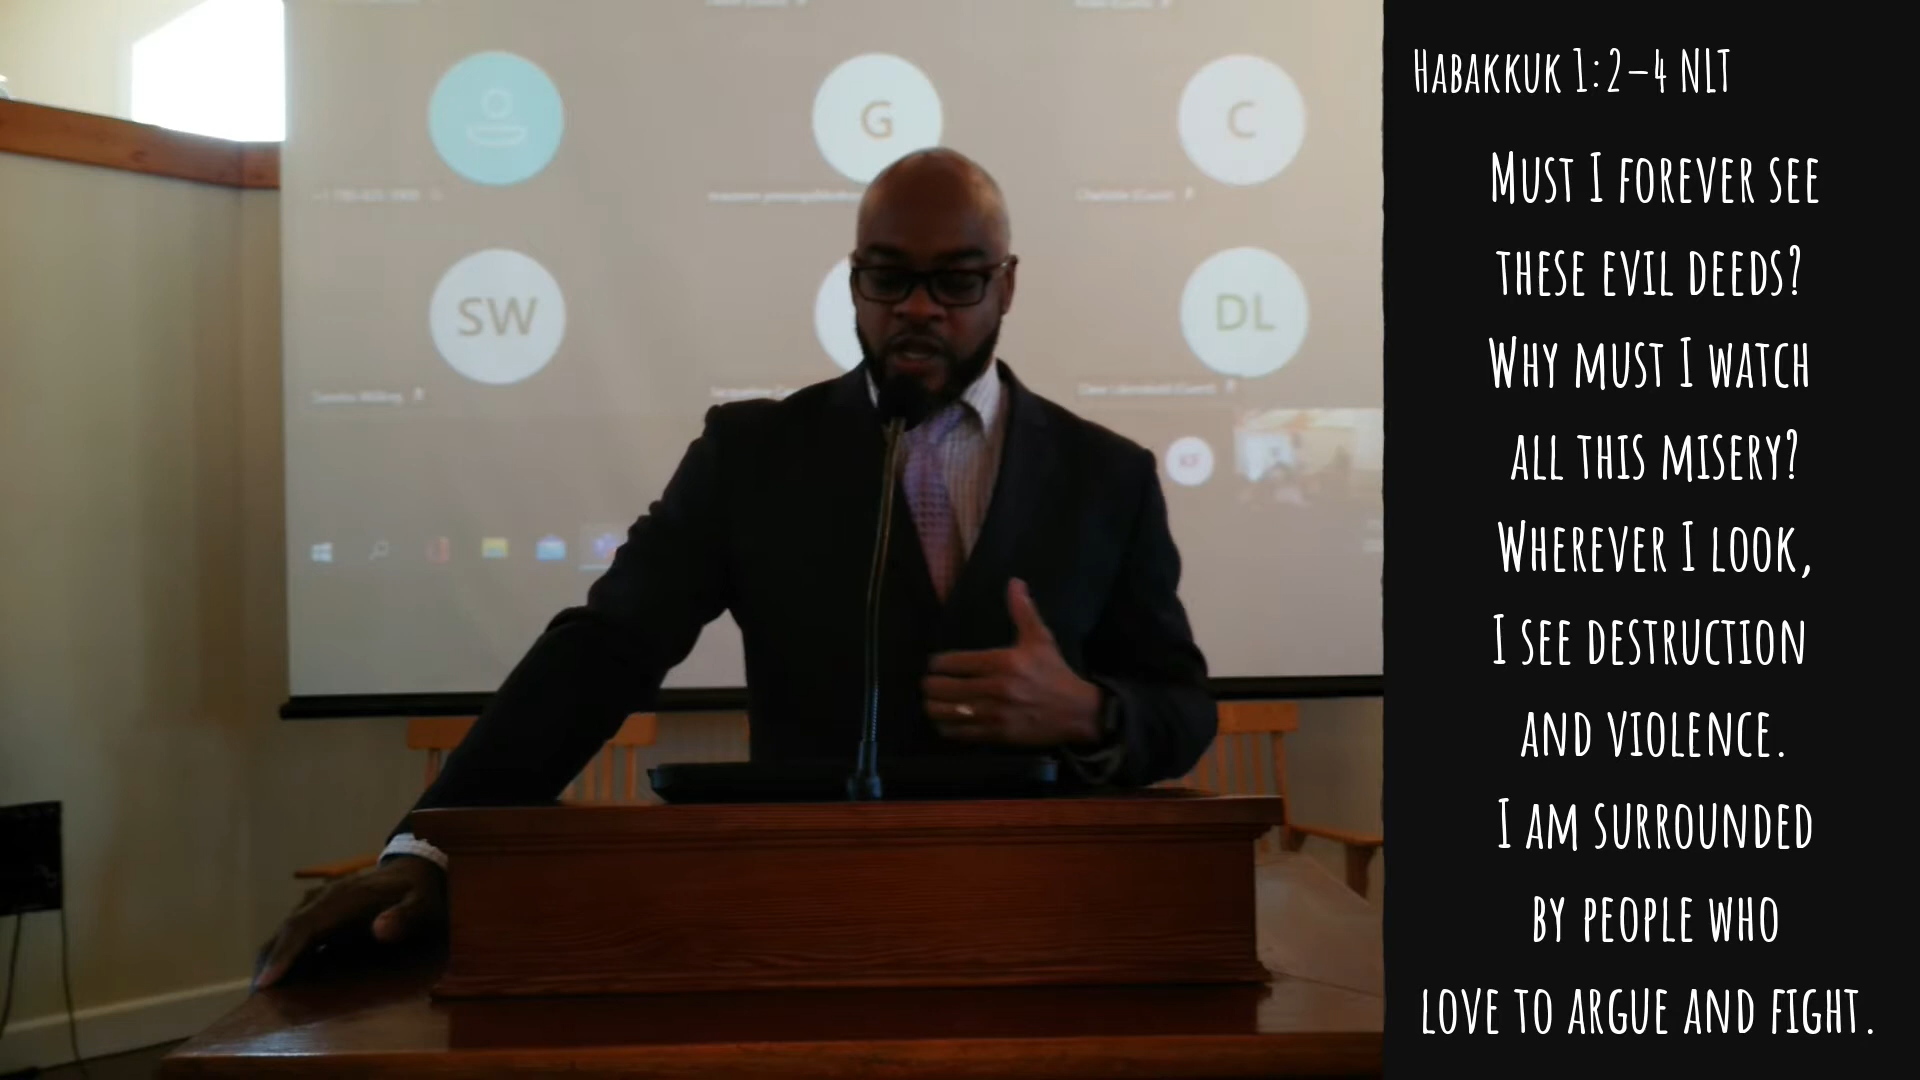 G
C
SW
DL
KF
Habakkuk 1:2–4 NLT
Must I forever see
these evil deeds?
Why must I watch
all this misery?
Wherever I look,
I see destruction
and violence.
I am surrounded
by people who
love to argue and fight.